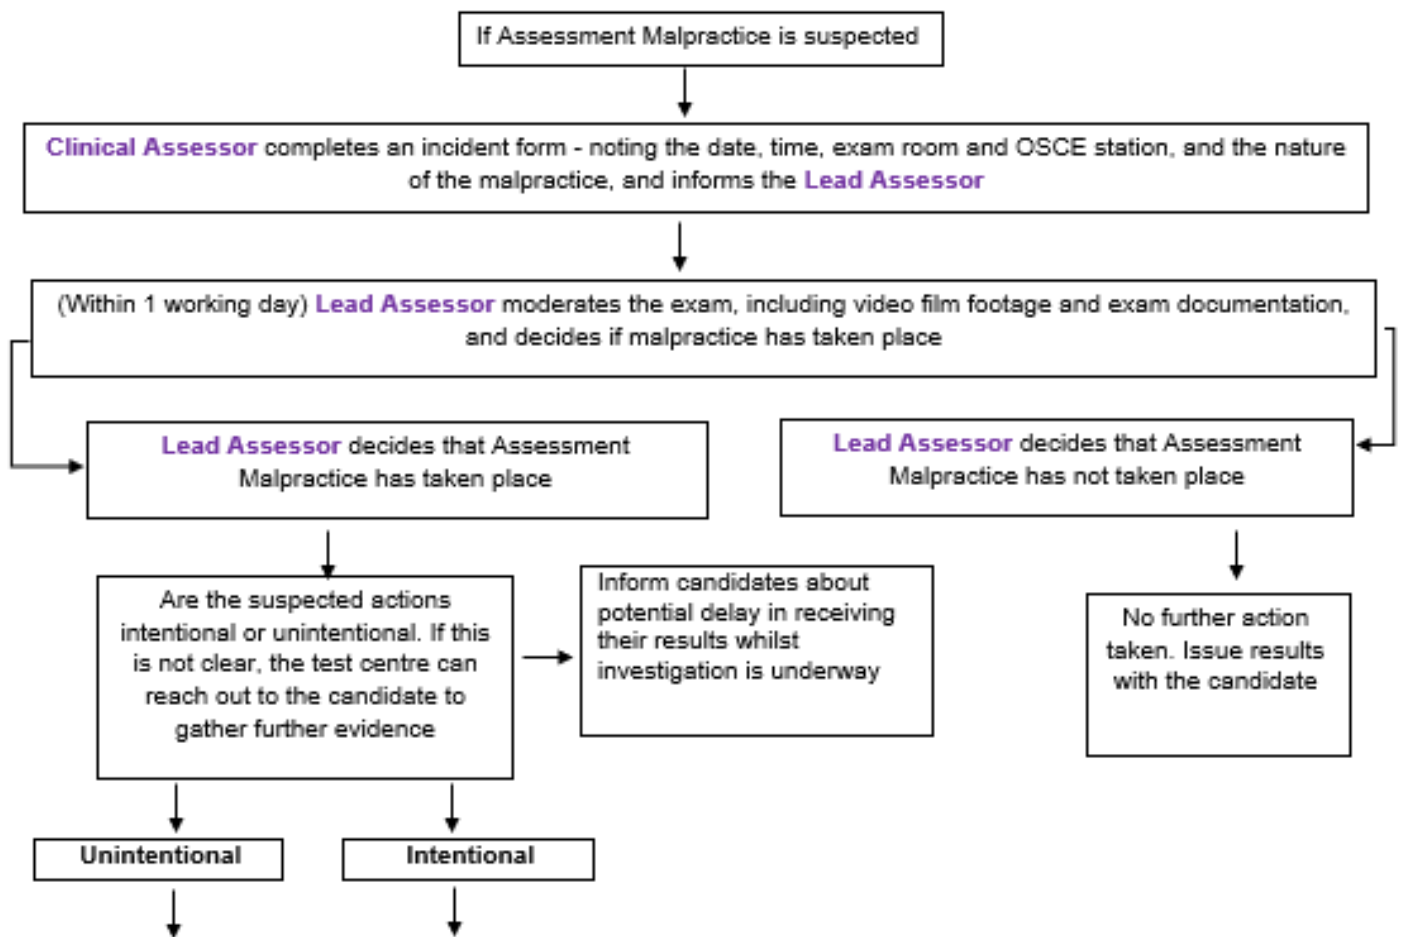 If Assessment Malpractice is suspected
Clinical Assessor completes an incident form - noting the date, time, exam room and OSCE station, and the nature
of the malpractice, and informs the Lead Assessor
(Within 1 working day) Lead Assessor moderates the exam, including video film footage and exam documentation,
and decides if malpractice has taken place
Lead Assessor decides that Assessment
Malpractice has taken place
Lead Assessor decides that Assessment
Malpractice has not taken place
Are the suspected actions
intentional or unintentional. If this
is not clear, the test centre can
reach out to the candidate to
gather further evidence
Inform candidates about
potential delay in receiving
their results whilst
investigation is underway
No further action
taken. Issue results
with the candidate
Unintentional
Intentional